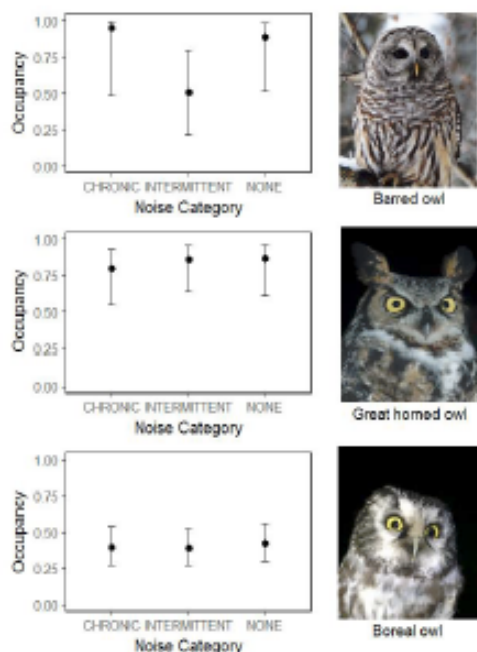 Occupancy
1.00
0.75
0.50
0.25
0.00
CHRONIC INTERMITTENT NONE
Noise Category
Barred owl
Occupancy
1.00
0.75
0.50
0.25
0.00
CHRONIC INTERMITTENT NONE
Noise Category
Great horned owl
Occupancy
1.00
0.75
0.50
0.25
0.00
CHRONIC INTERMITTENT NONE
Noise Category
Boreal owl